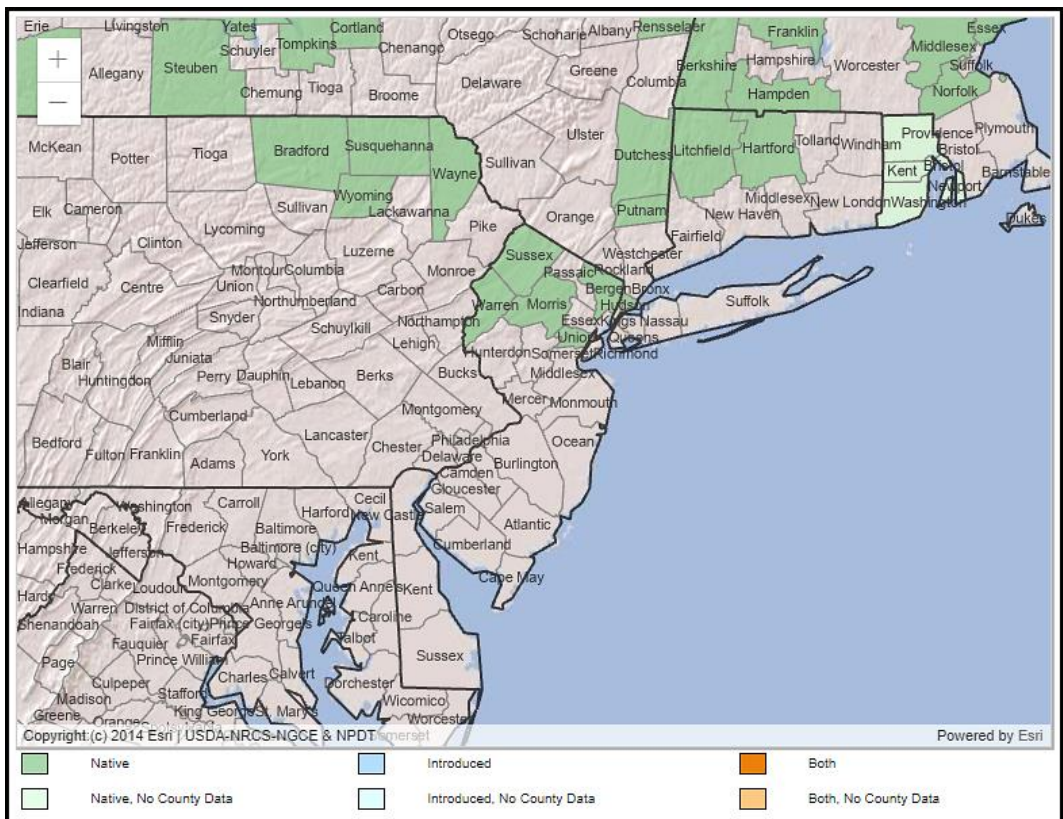 Erie Livingston Yates Cortland Otsego Schoharie Albany Rensselaer Franklin Essex
+ Schuyler Tompkins Chenango Middlesex
Allegany Steuben Greene Berkshire Hampshire Worcester Suffolk
− Chemung Tioga Broome Delaware Columbia Hampden Norfolk
McKean Potter Tioga Bradford Susquehanna Ulster Tolland Windham Providence Plymouth
Wayne Sullivan Dutchess Litchfield Hartford Kent Bristol Bristol Barnstable
Elk Cameron Wyoming Sullivan Lackawanna Putnam Middlesex New London Washington Newport
Jefferson Clinton Lycoming Pike Orange New Haven Dukes
Luzerne Sussex Westchester Fairfield
Clearfield Centre Montour Columbia Monroe Passaic Rockland
Indiana Union Northumberland Carbon Warren Morris Bergen Bronx Suffolk
Snyder Schuylkill Northampton Essex Hudson Kings Nassau
Mifflin Lehigh Union Queens
Blair Juniata Hunterdon Somerset Richmond
Huntingdon Perry Dauphin Lebanon Berks Bucks Middlesex
Cumberland Montgomery Mercer Monmouth
Bedford Lancaster Philadelphia Ocean
Fulton Franklin Adams York Chester Delaware Burlington
Camden
Allegany Washington Carroll Cecil Gloucester
Morgan Berkeley Frederick Harford New Castle Salem Atlantic
Hampshire Jefferson Baltimore Cumberland
Frederick Baltimore (city) Kent
Hardy Clarke Loudoun Montgomery Howard Queen Anne's Kent Cape May
Warren District of Columbia Anne Arundel
Shenandoah Fairfax (city) Prince George's Caroline
Fauquier Fairfax Talbot
Page Prince William Sussex
Culpeper Charles Calvert Dorchester
Madison Stafford Wicomico
Greene King George St. Mary's Worcester
Orange Somerset
Copyright:(c) 2014 Esri | USDA-NRCS-NGCE & NPDT Powered by Esri
Native Introduced Both
Native, No County Data Introduced, No County Data Both, No County Data